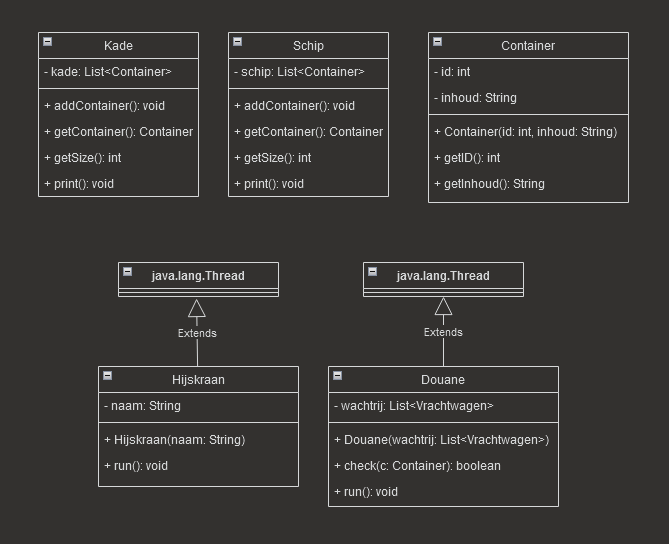 Kade
- kade: List<Container>
+ addContainer(): void
+ getContainer(): Container
+ getSize(): int
+ print(): void
Schip
- schip: List<Container>
+ addContainer(): void
+ getContainer(): Container
+ getSize(): int
+ print(): void
Container
- id: int
- inhoud: String
+ Container(id: int, inhoud: String)
+ getID(): int
+ getInhoud(): String
java.lang.Thread
Extends
Hijskraan
- naam: String
+ Hijskraan(naam: String)
+ run(): void
java.lang.Thread
Extends
Douane
- wachtrij: List<Vrachtwagen>
+ Douane(wachtrij: List<Vrachtwagen>)
+ check(c: Container): boolean
+ run(): void